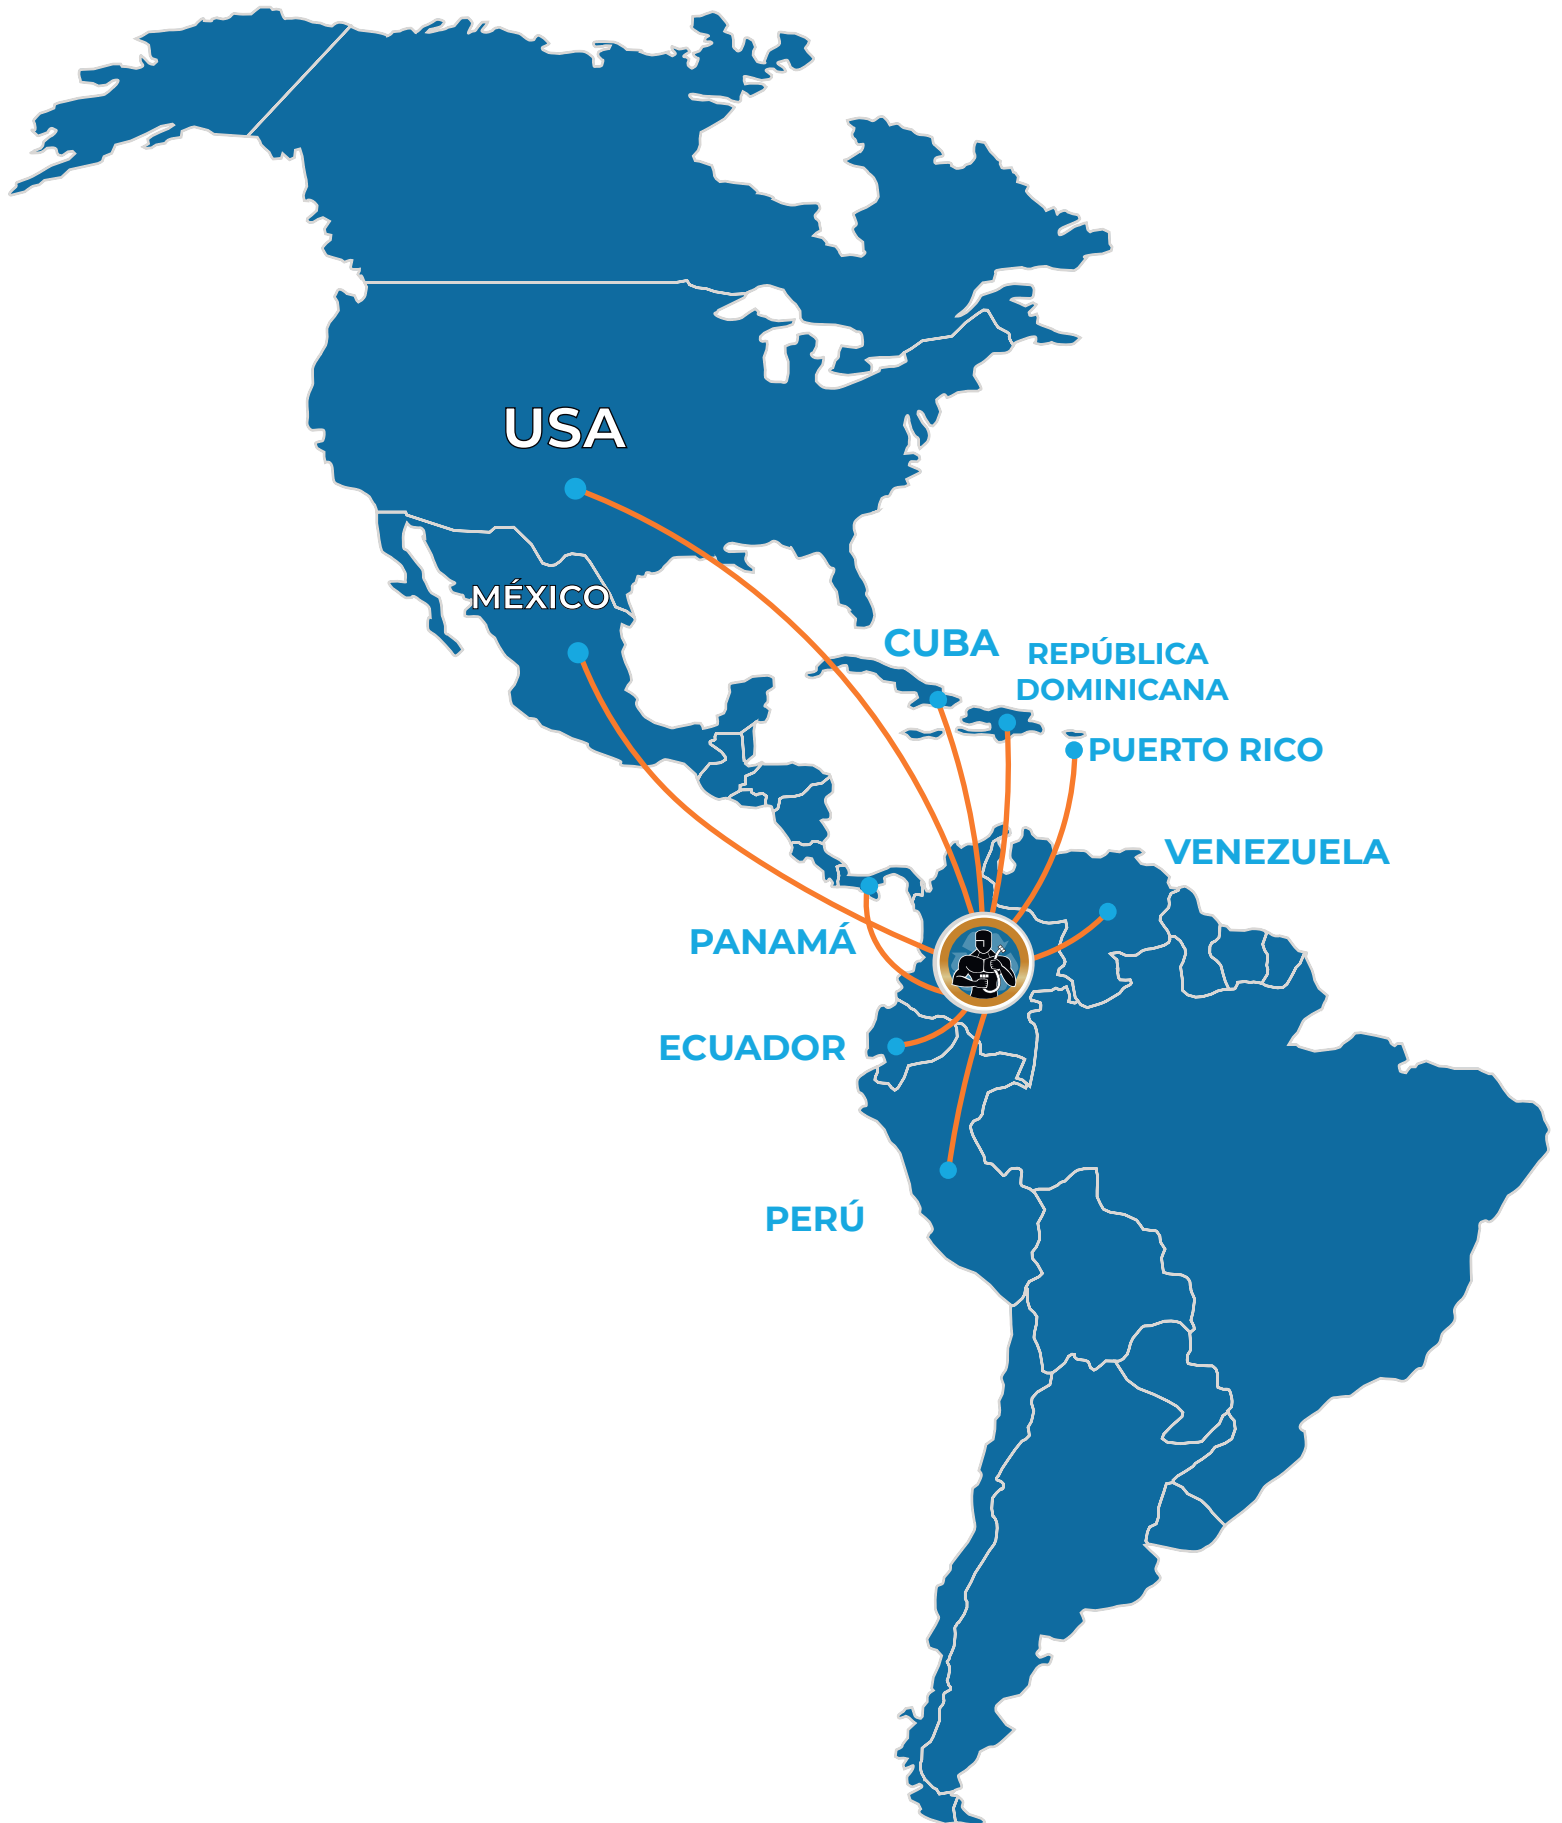 USA
MÉXICO
CUBA
REPÚBLICA
DOMINICANA
PUERTO RICO
VENEZUELA
PANAMÁ
ECUADOR
PERÚ